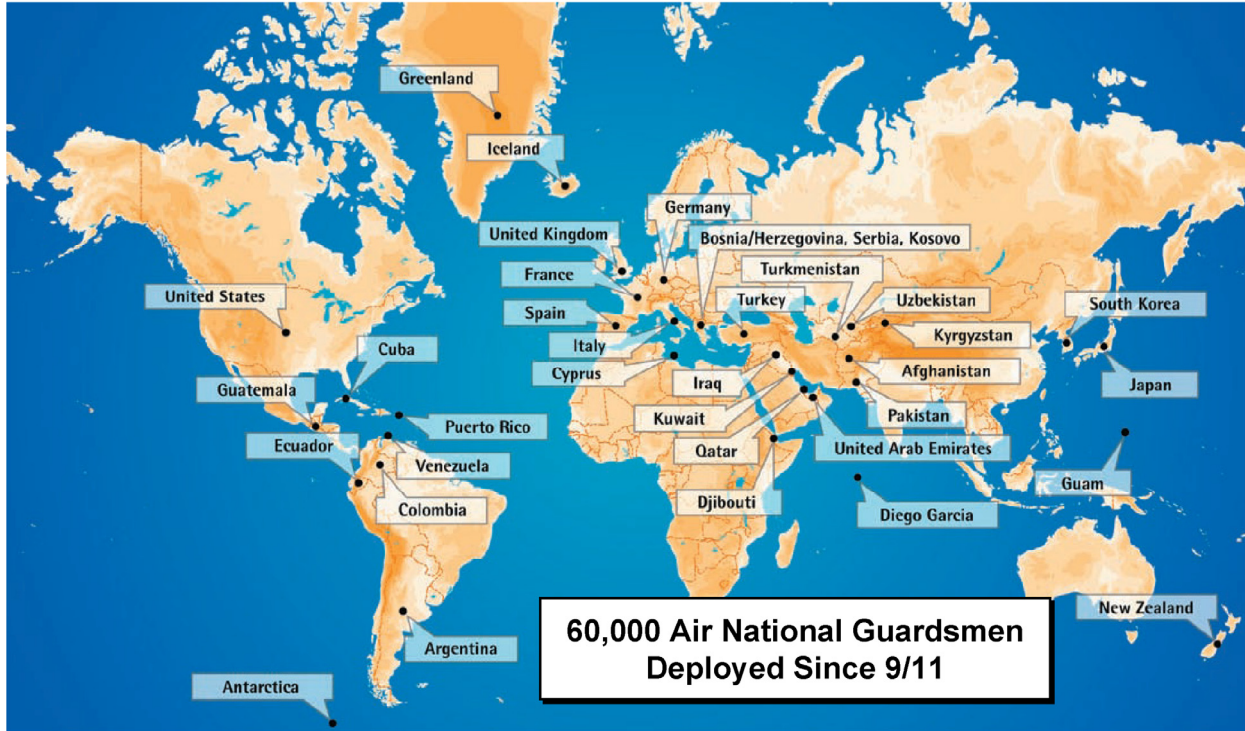 Greenland
Iceland
Germany
United Kingdom
Bosnia/Herzegovina, Serbia, Kosovo
France
Turkmenistan
United States
Spain
Turkey
Uzbekistan
South Korea
Cuba
Italy
Kyrgyzstan
Guatemala
Cyprus
Iraq
Afghanistan
Japan
Puerto Rico
Kuwait
Pakistan
Ecuador
Venezuela
Qatar
United Arab Emirates
Guam
Colombia
Djibouti
Diego Garcia
New Zealand
60,000 Air National Guardsmen
Deployed Since 9/11
Argentina
Antarctica